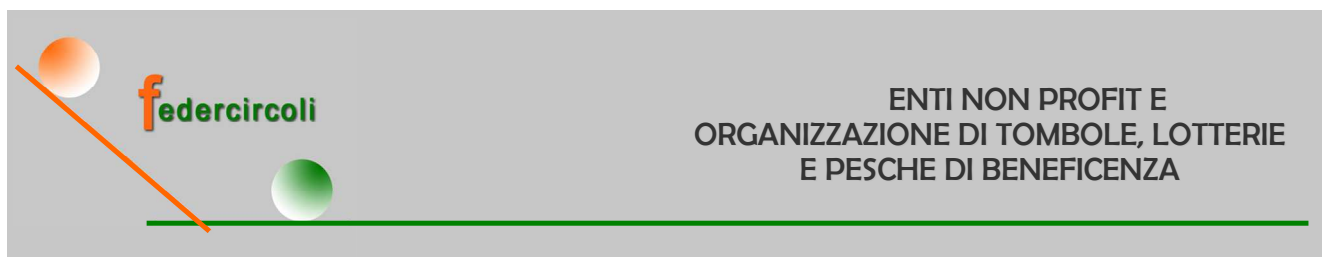 federcircoli
ENTI NON PROFIT E
ORGANIZZAZIONE DI TOMBOLE, LOTTERIE
E PESCHE DI BENEFICENZA